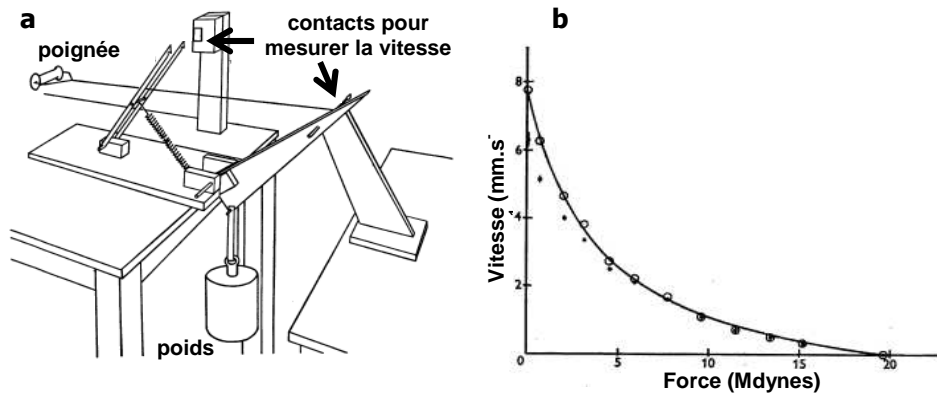 a
contacts pour
mesurer la vitesse
poignée
poids
b
Vitesse (mm.s-
8
6
4
2
0
5
10
15
20
Force (Mdynes)